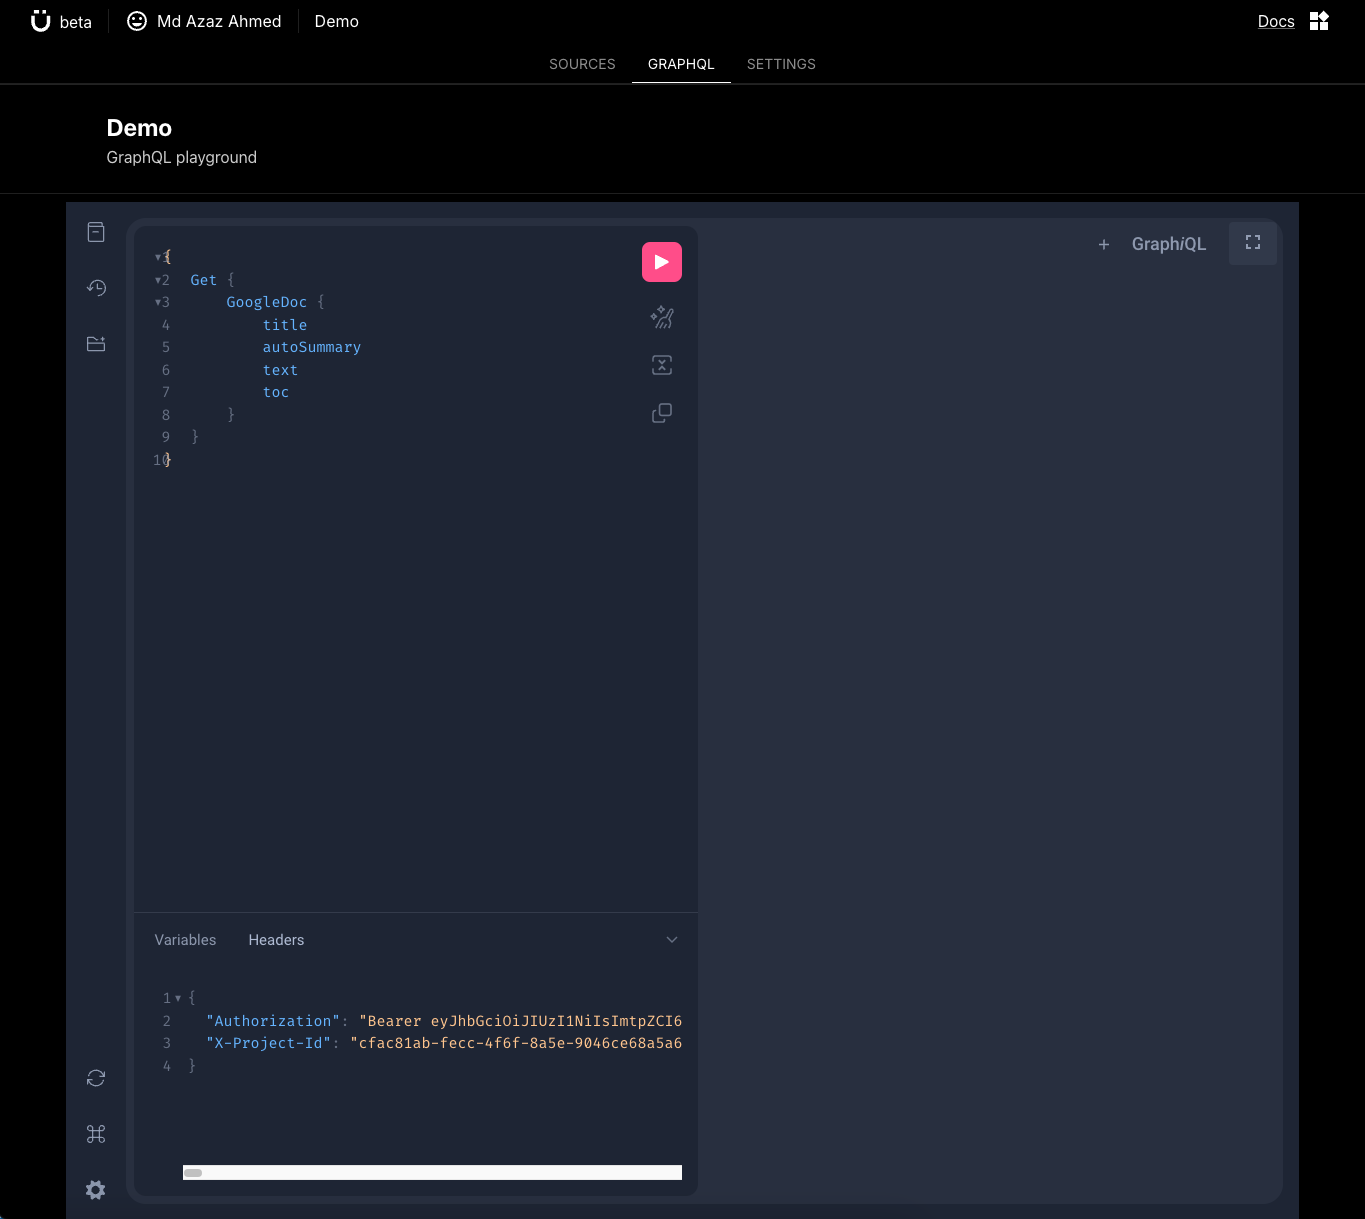 Ü beta Md Azaz Ahmed Demo Docs
SOURCES GRAPHQL SETTINGS
Demo
GraphQL playground
+ GraphiQL
1 {
2 Get {
3 GoogleDoc {
4 title
5 autoSummary
6 text
7 toc
8 }
9 }
10 }
Variables Headers
1 {
2 "Authorization": "Bearer eyJhbGciOiJIUzI1NiIsImtpZCI6
3 "X-Project-Id": "cfac81ab-fecc-4f6f-8a5e-9046ce68a5a6
4 }